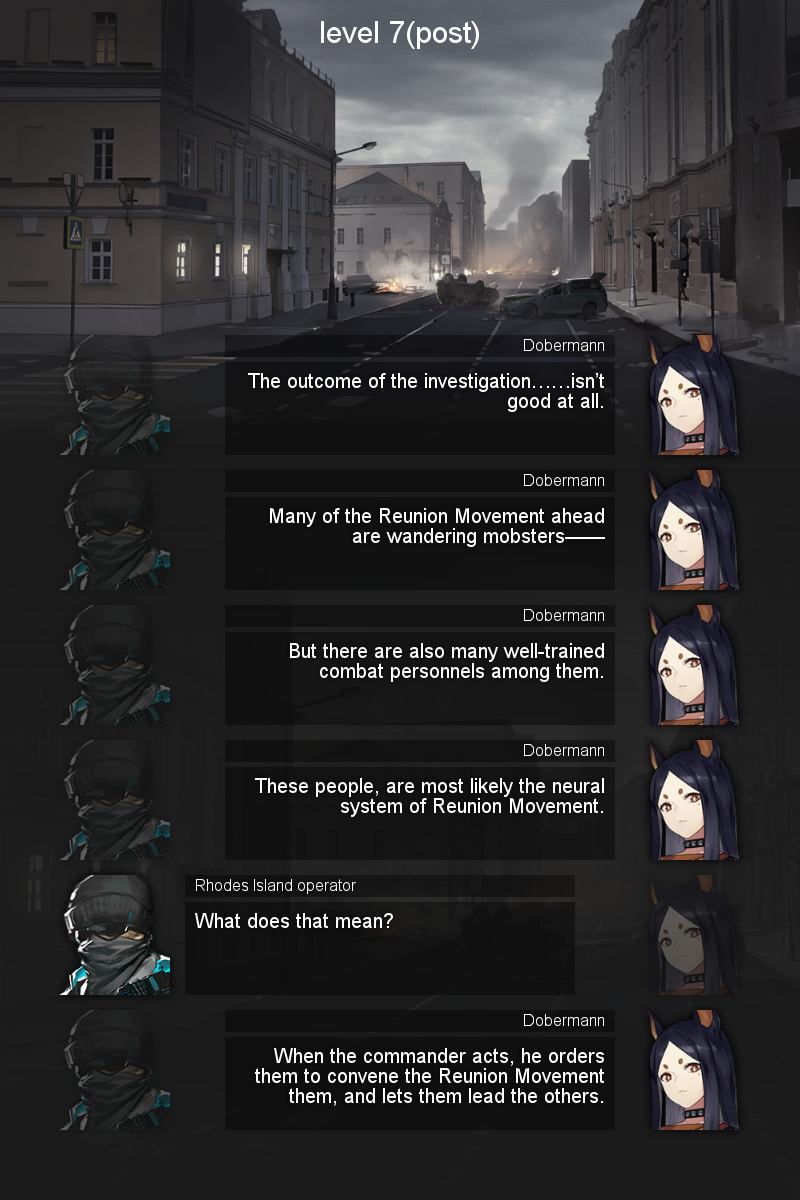 level 7(post)
Dobermann
The outcome of the investigation……isn't
good at all.
Dobermann
Many of the Reunion Movement ahead
are wandering mobsters——
Dobermann
But there are also many well-trained
combat personnels among them.
Dobermann
These people, are most likely the neural
system of Reunion Movement.
Rhodes Island operator
What does that mean?
Dobermann
When the commander acts, he orders
them to convene the Reunion Movement
them, and lets them lead the others.